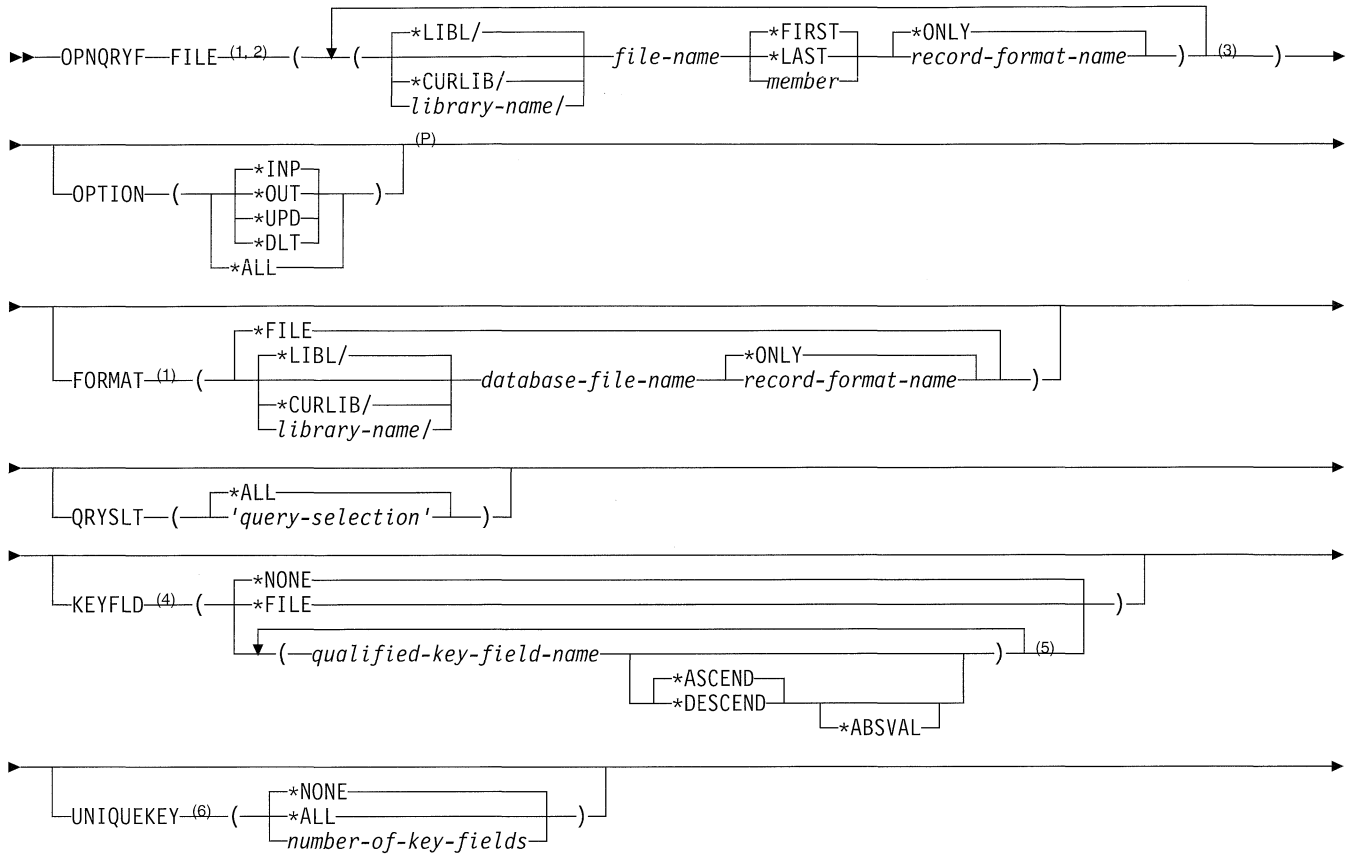 *LIBL/ *FIRST *ONLY
OPNQRYF FILE (1, 2) ( ( file-name *LAST record-format-name ) (3) )
*CURLIB/ member
library-name/
(P)
*INP
OPTION ( *OUT )
*UPD
*DLT
*ALL
*FILE
*LIBL/ *ONLY
FORMAT (1) ( database-file-name record-format-name )
*CURLIB/
library-name/
*ALL
QRYSLT ( 'query-selection' )
*NONE
KEYFLD (4) ( *FILE )
( qualified-key-field-name ) (5)
*ASCEND
*DESCEND
*ABSVAL
*NONE
UNIQUEKEY (6) ( *ALL )
number-of-key-fields